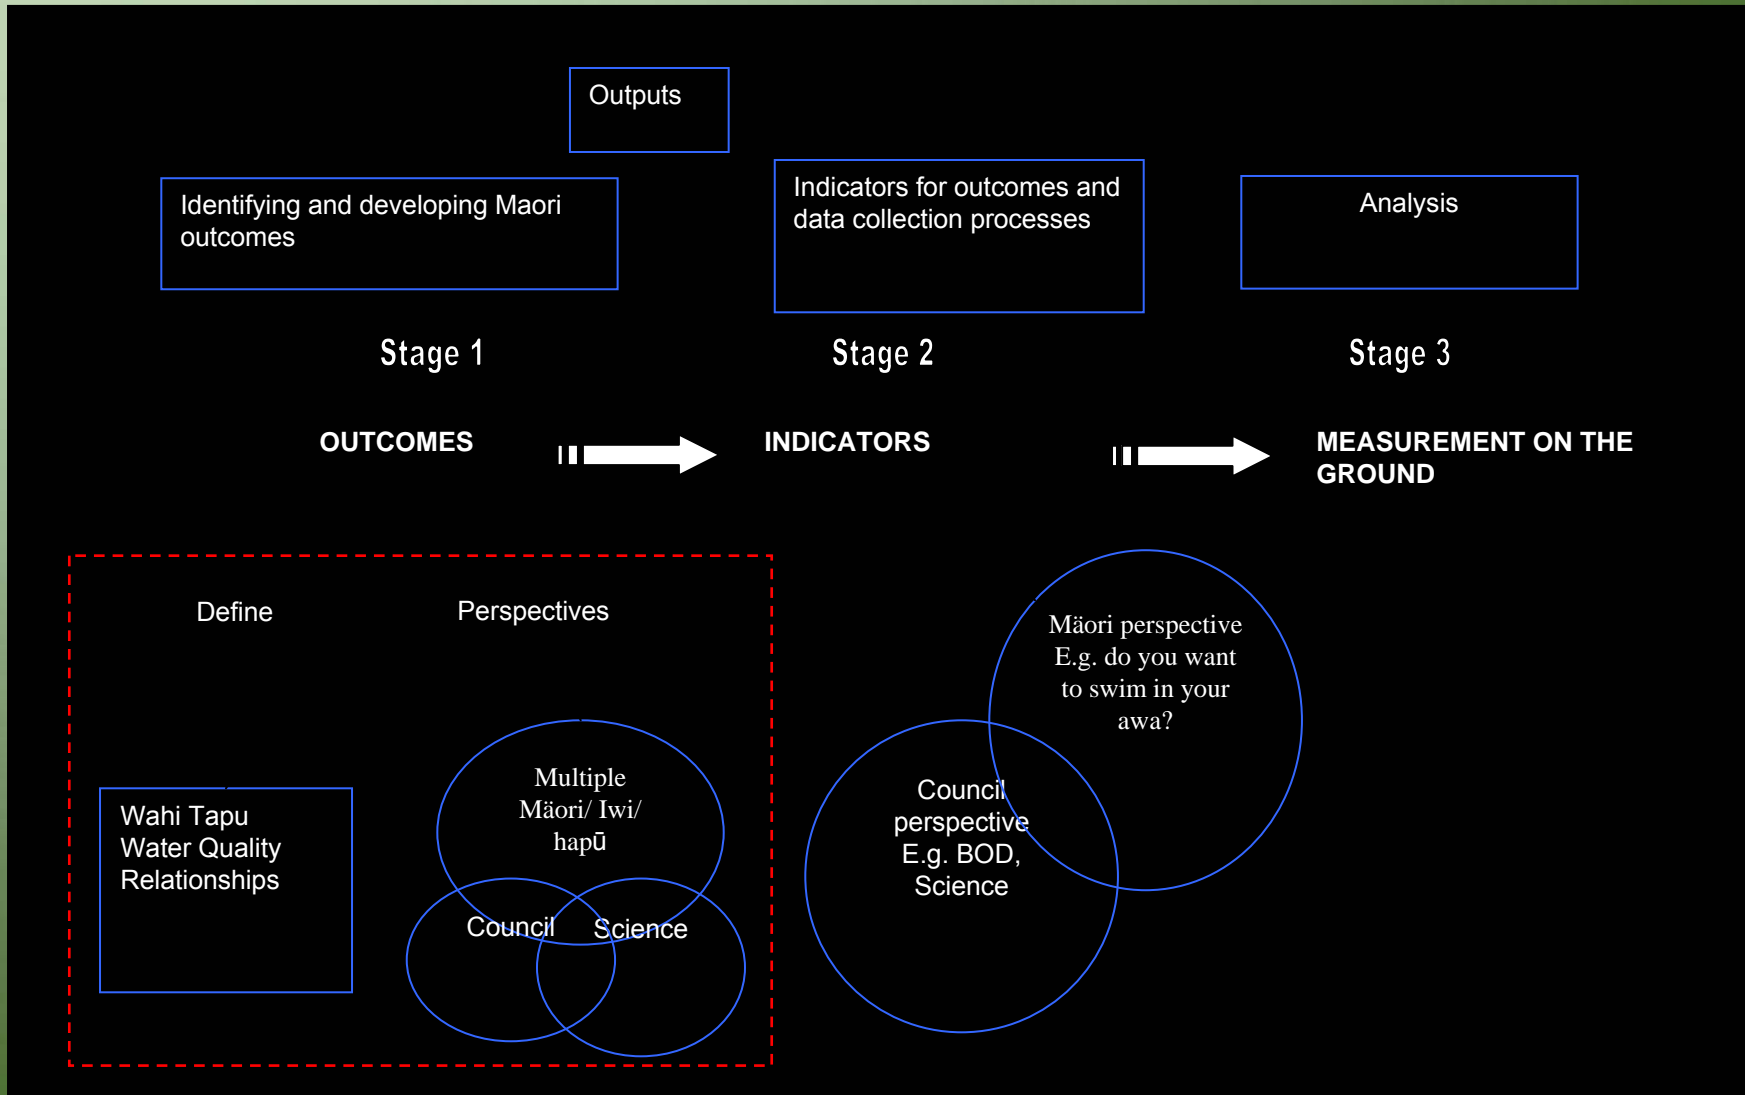 Outputs
Identifying and developing Maori
outcomes
Indicators for outcomes and
data collection processes
Analysis
Stage 1
Stage 2
Stage 3
OUTCOMES
INDICATORS
MEASUREMENT ON THE
GROUND
Define
Perspectives
Wahi Tapu
Water Quality
Relationships
Multiple
Mäori/ Iwi/
hapū
Council
Science
Council
perspective
E.g. BOD,
Science
Mäori perspective
E.g. do you want
to swim in your
awa?